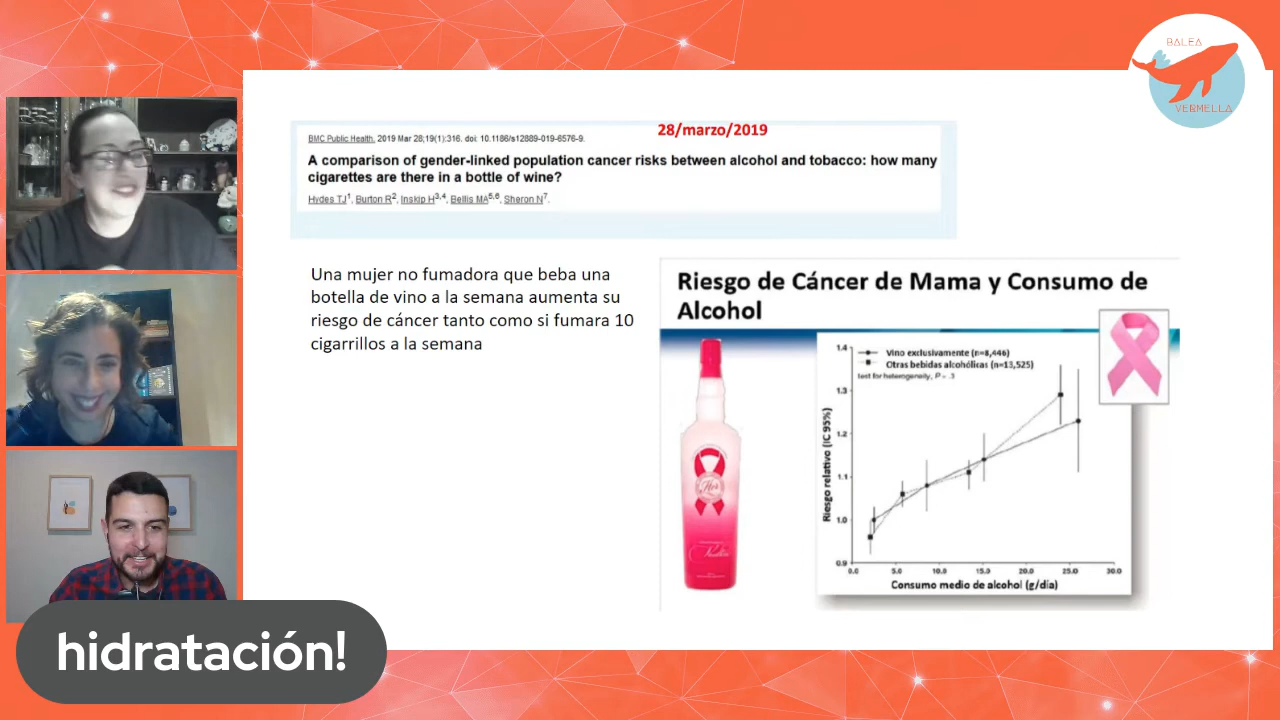 BALEA
VERMELLA
28/marzo/2019
BMC Public Health. 2019 Mar 28;19(1):316. doi: 10.1186/s12889-019-6576-9.
A comparison of gender-linked population cancer risks between alcohol and tobacco: how many
cigarettes are there in a bottle of wine?
Hydes TJ1, Burton R2, Inskip H3,4, Bellis MA5,6, Sheron N7.
Una mujer no fumadora que beba una
botella de vino a la semana aumenta su
riesgo de cáncer tanto como si fumara 10
cigarrillos a la semana
Riesgo de Cáncer de Mama y Consumo de
Alcohol
Her
Vino exclusivamente (n=8,446)
Otras bebidas alcohólicas (n=13,525)
test for heterogeneity, P = .3
Riesgo relativo (IC 95%)
1.4
1.3
1.2
1.1
1.0
0.9
0.0 5.0 10.0 15.0 20.0 25.0 30.0
Consumo medio de alcohol (g/día)
hidratación!